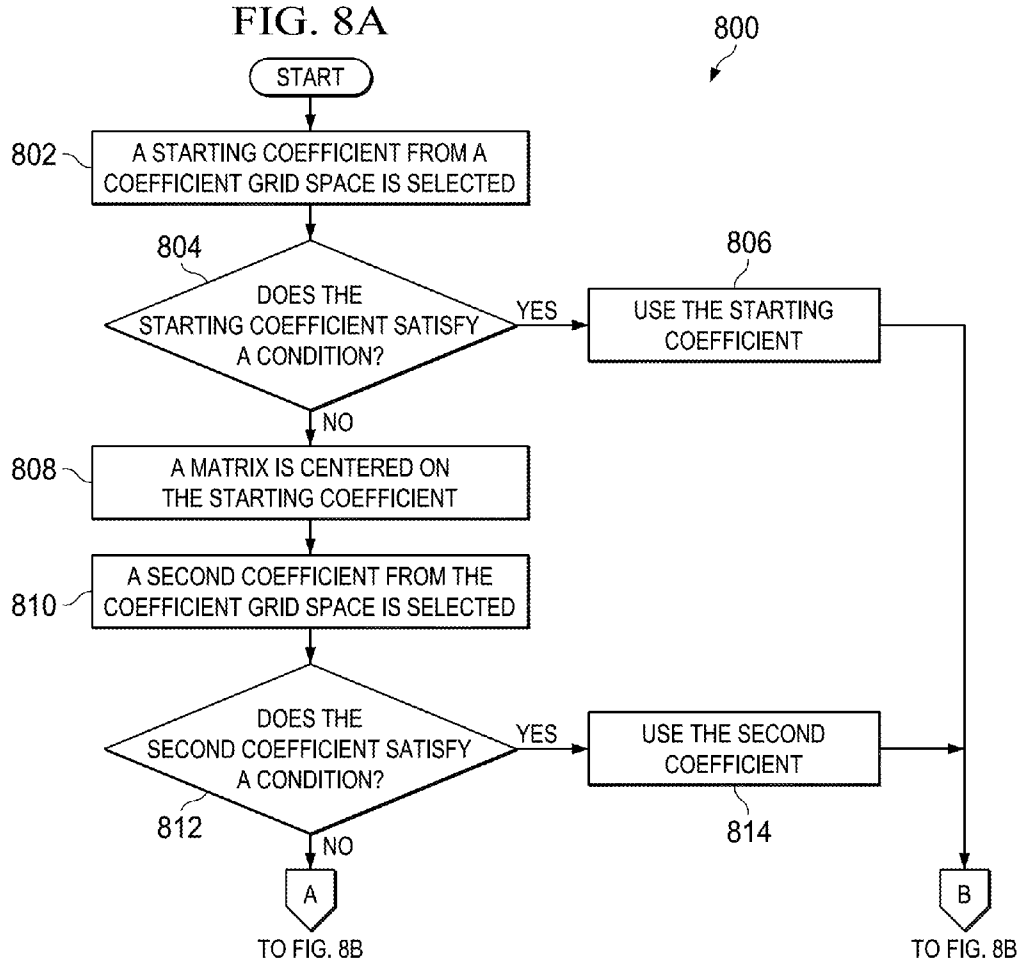 FIG. 8A
800
START
802
A STARTING COEFFICIENT FROM A
COEFFICIENT GRID SPACE IS SELECTED
804
DOES THE
STARTING COEFFICIENT SATISFY
A CONDITION?
YES
806
USE THE STARTING
COEFFICIENT
NO
808
A MATRIX IS CENTERED ON
THE STARTING COEFFICIENT
810
A SECOND COEFFICIENT FROM THE
COEFFICIENT GRID SPACE IS SELECTED
DOES THE
SECOND COEFFICIENT SATISFY
A CONDITION?
812
YES
USE THE SECOND
COEFFICIENT
814
NO
A
TO FIG. 8B
B
TO FIG. 8B